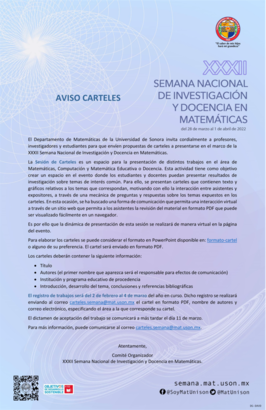 XXXII
SEMANA NACIONAL
DE INVESTIGACIÓN
Y DOCENCIA EN
MATEMÁTICAS
del 28 de marzo al 1 de abril de 2022
AVISO CARTELES
El Departamento de Matemáticas de la Universidad de Sonora invita cordialmente a profesores,
investigadores y estudiantes para que envíen propuestas de carteles a presentarse en el marco de la
XXXII Semana Nacional de Investigación y Docencia en Matemáticas.
La Sesión de Carteles es un espacio para la presentación de distintos trabajos en el área de
Matemáticas, Computación y Matemática Educativa o Docencia. Esta actividad tiene como objetivo
crear un espacio en el evento donde los estudiantes y docentes puedan presentar resultados de
investigación sobre temas de interés común. Para ello, se presentan carteles que contienen texto y
gráficos relativos a los temas que correspondan, motivando con ello la interacción entre asistentes y
expositores, a través de una mecánica de preguntas y respuestas sobre los temas expuestos en los
carteles. En esta ocasión, se ha buscado una forma de comunicación que permita una interacción virtual
a través de un sitio web que permita a los asistentes la revisión del material en formato PDF que puede
ser visualizado fácilmente en un navegador.
Es por ello que la dinámica de presentación de esta sesión se realizará de manera virtual en la página
del evento.
Para elaborar los carteles se puede considerar el formato en PowerPoint disponible en: formato-cartel
o alguno de su preferencia. El cartel será enviado en formato PDF.
Los carteles deberán contener la siguiente información:
• Título
• Autores (el primer nombre que aparezca será el responsable para efectos de comunicación)
• Institución y programa educativo de procedencia
• Introducción, desarrollo del tema, conclusiones y referencias bibliográficas
El registro de trabajos será del 2 de febrero al 4 de marzo del año en curso. Dicho registro se realizará
enviando al correo carteles.semana@mat.uson.mx el cartel en formato PDF, nombre de autores y
correo electrónico, especificando el área a la que corresponde su cartel.
El dictamen de aceptación del trabajo se comunicará a más tardar el día 11 de marzo.
Para más información, puede comunicarse al correo carteles.semana@mat.uson.mx.
Atentamente,
Comité Organizador
XXXII Semana Nacional de Investigación y Docencia en Matemáticas.
semana.mat.uson.mx
@SoyMatUnison @MatUnison